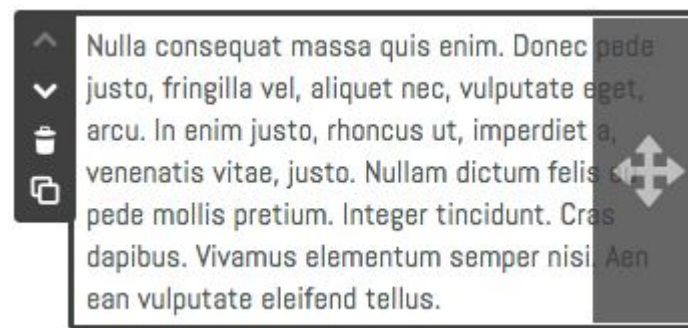 Nulla consequat massa quis enim. Donec pede
justo, fringilla vel, aliquet nec, vulputate eget,
arcu. In enim justo, rhoncus ut, imperdiet a,
venenatis vitae, justo. Nullam dictum felis
pede mollis pretium. Integer tincidunt. Cras
dapibus. Vivamus elementum semper nisi. Aen
ean vulputate eleifend tellus.